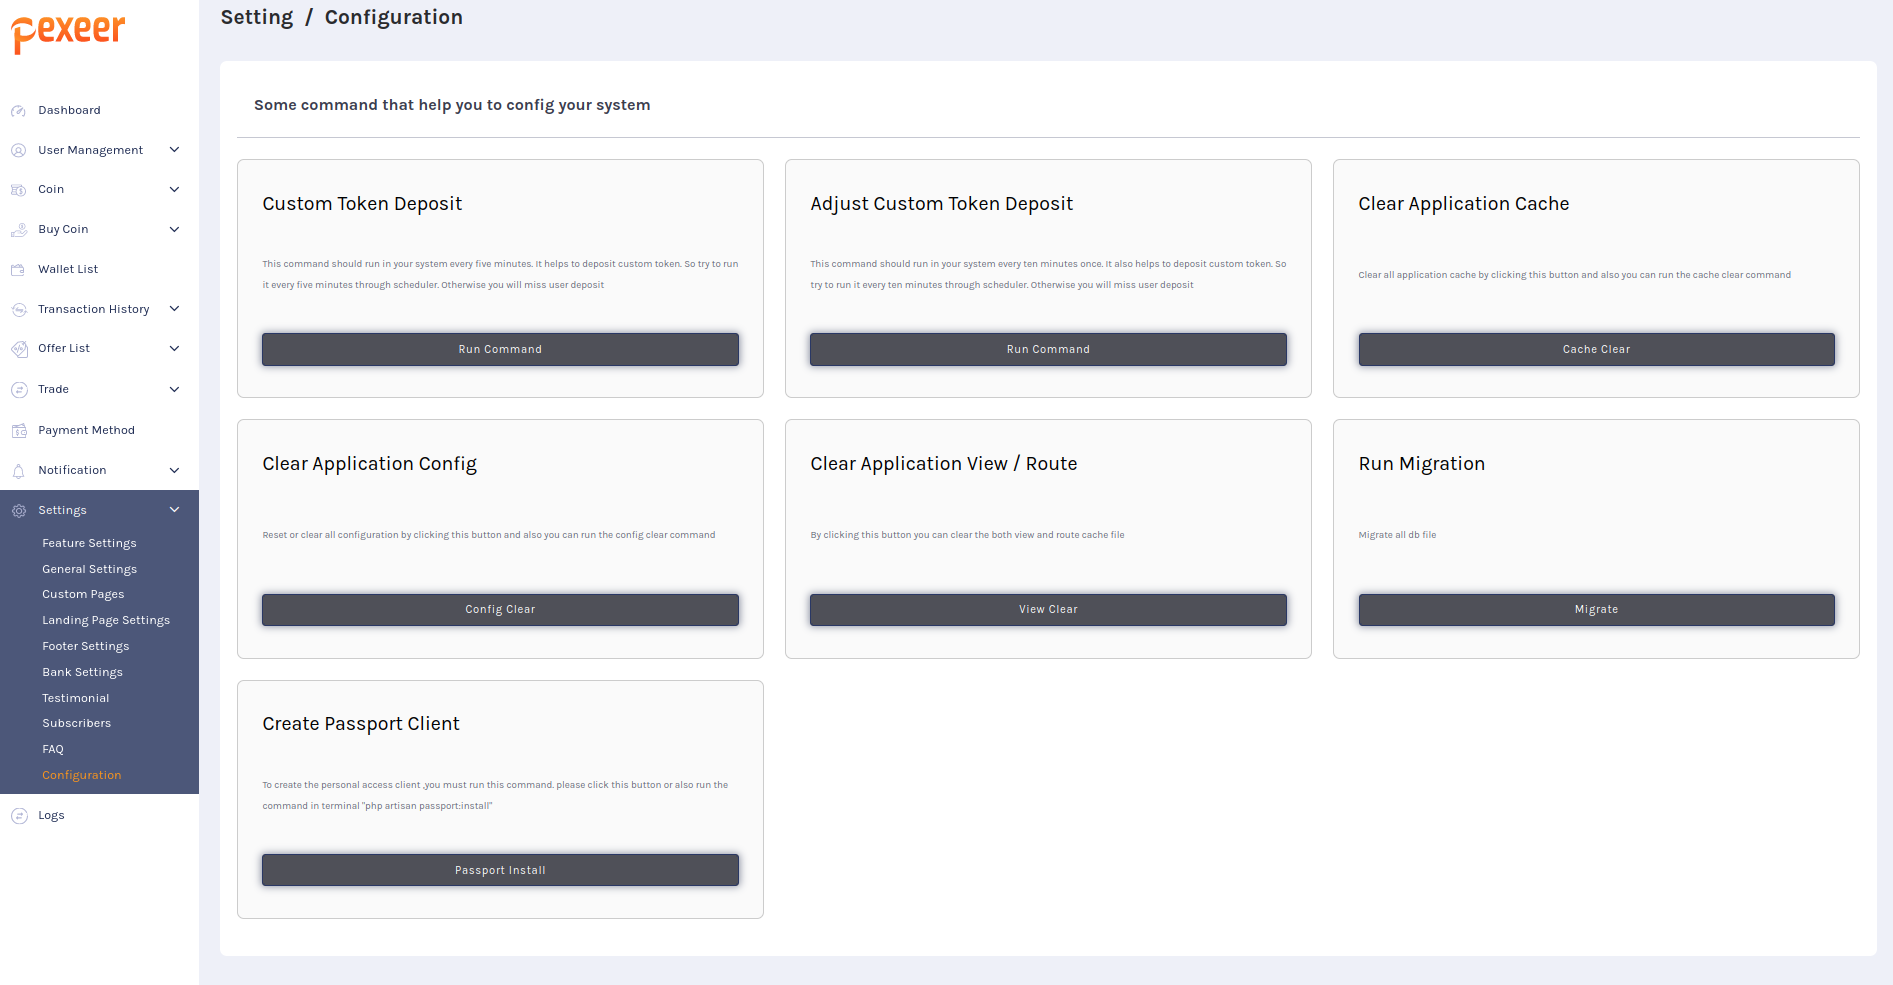 Pexeer
Dashboard
User Management
Coin
Buy Coin
Wallet List
Transaction History
Offer List
Trade
Payment Method
Notification
Settings
Feature Settings
General Settings
Custom Pages
Landing Page Settings
Footer Settings
Bank Settings
Testimonial
Subscribers
FAQ
Configuration
Logs
Setting / Configuration
Some command that help you to config your system
Custom Token Deposit
This command should run in your system every five minutes. It helps to deposit custom token. So try to run
it every five minutes through scheduler. Otherwise you will miss user deposit
Run Command
Adjust Custom Token Deposit
This command should run in your system every ten minutes once. It also helps to deposit custom token. So
try to run it every ten minutes through scheduler. Otherwise you will miss user deposit
Run Command
Clear Application Cache
Clear all application cache by clicking this button and also you can run the cache clear command
Cache Clear
Clear Application Config
Reset or clear all configuration by clicking this button and also you can run the config clear command
Config Clear
Clear Application View / Route
By clicking this button you can clear the both view and route cache file
View Clear
Run Migration
Migrate all db file
Migrate
Create Passport Client
To create the personal access client ,you must run this command. please click this button or also run the
command in terminal "php artisan passport:install"
Passport Install